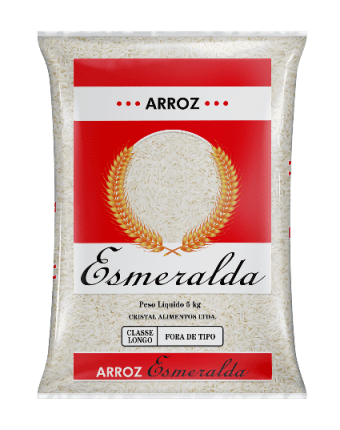 ••• ARROZ •••
Esmeralda
Peso Líquido 5 kg
CRISTAL ALIMENTOS LTDA.
CLASSE LONGO
FORA DE TIPO
ARROZ Esmeralda